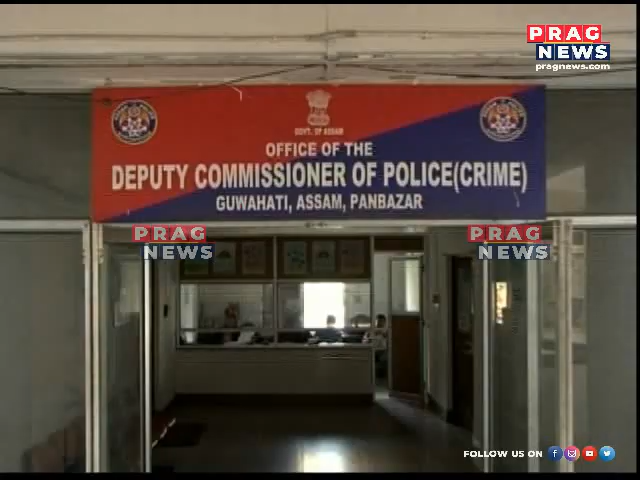 PRAG
NEWS
pragnews.com
GOVT. OF ASSAM
OFFICE OF THE
DEPUTY COMMISSIONER OF POLICE(CRIME)
GUWAHATI, ASSAM, PANBAZAR
PRAG
NEWS
PRAG
NEWS
FOLLOW US ON